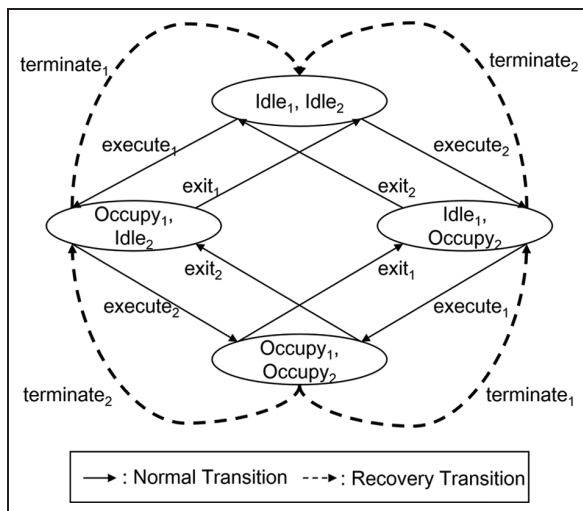 terminate₁
terminate₂
Idle₁, Idle₂
execute₁
execute₂
exit₁
exit₂
Occupy₁,
Idle₂
Idle₁,
Occupy₂
exit₂
exit₁
execute₂
execute₁
Occupy₁,
Occupy₂
terminate₂
terminate₁
: Normal Transition
: Recovery Transition